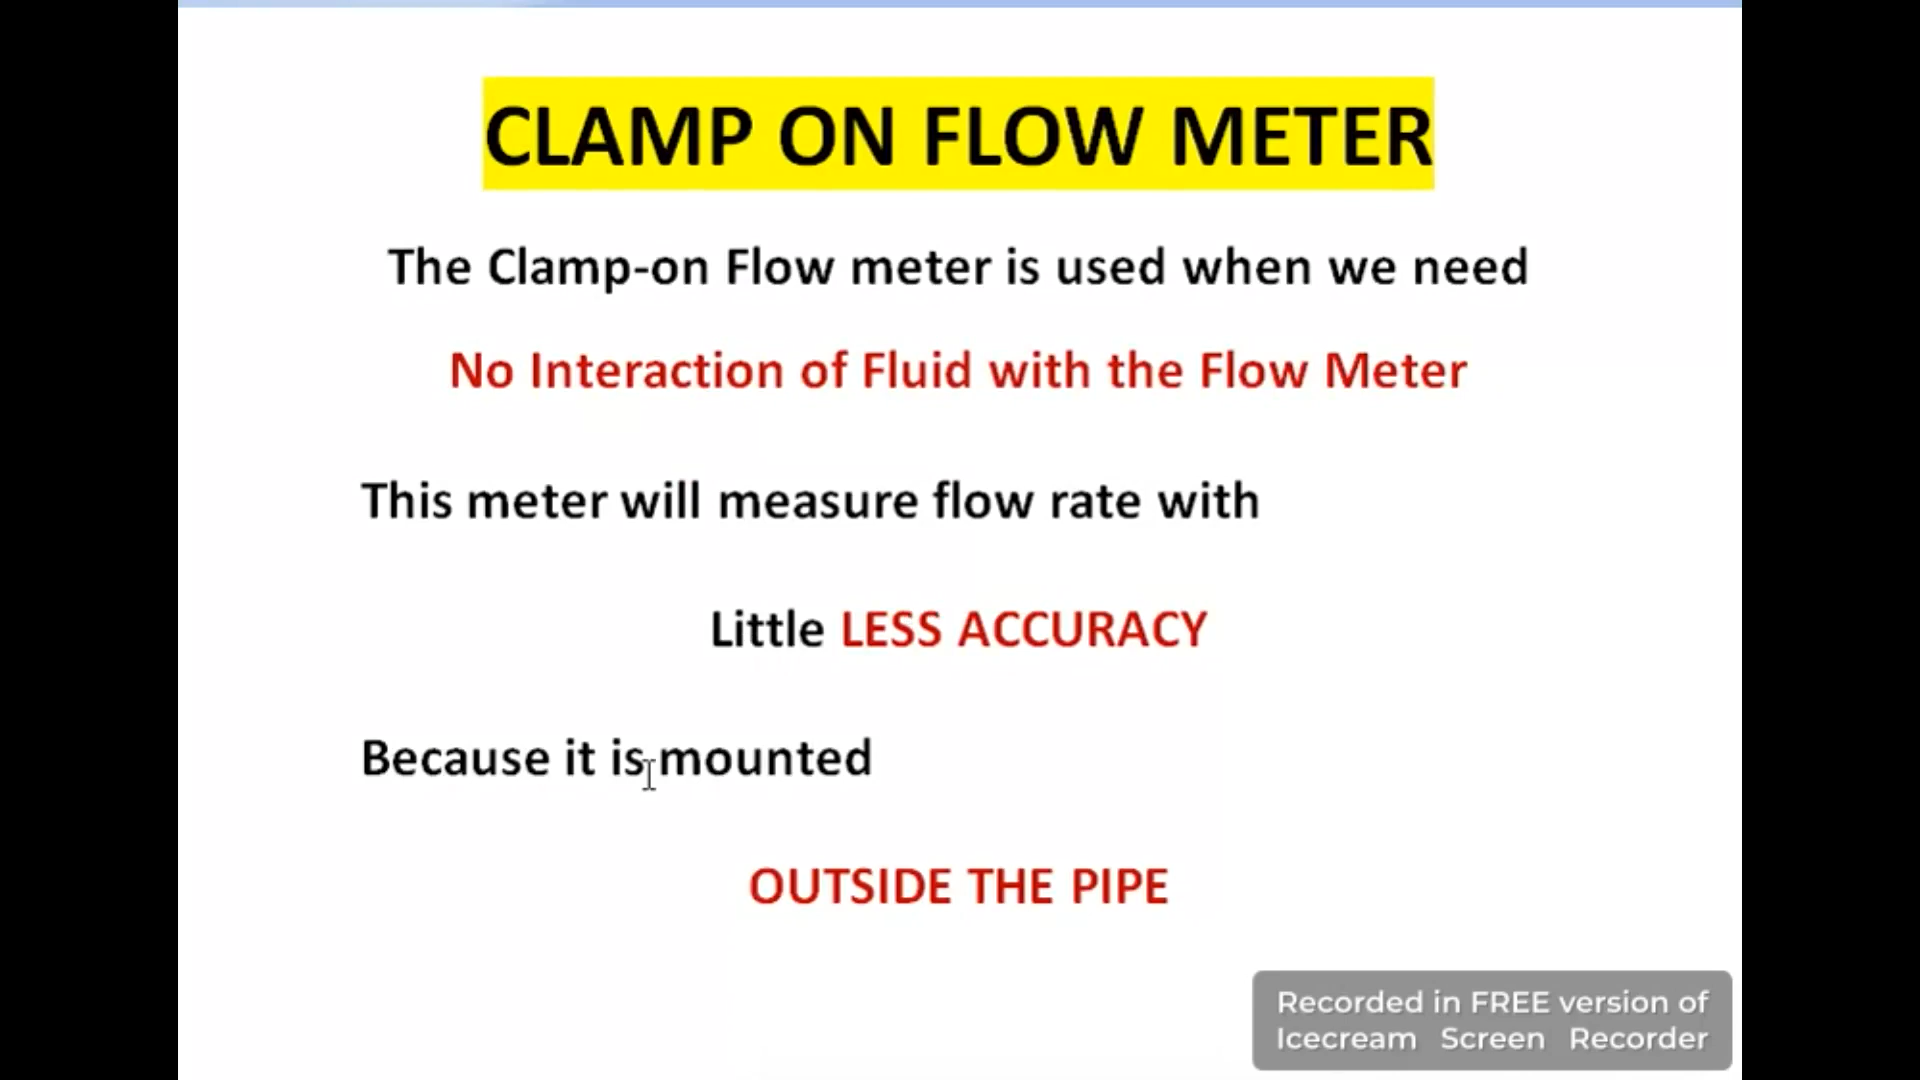 CLAMP ON FLOW METER
The Clamp-on Flow meter is used when we need
No Interaction of Fluid with the Flow Meter
This meter will measure flow rate with
Little LESS ACCURACY
Because it is mounted
OUTSIDE THE PIPE
Recorded in FREE version of
Icecream Screen Recorder